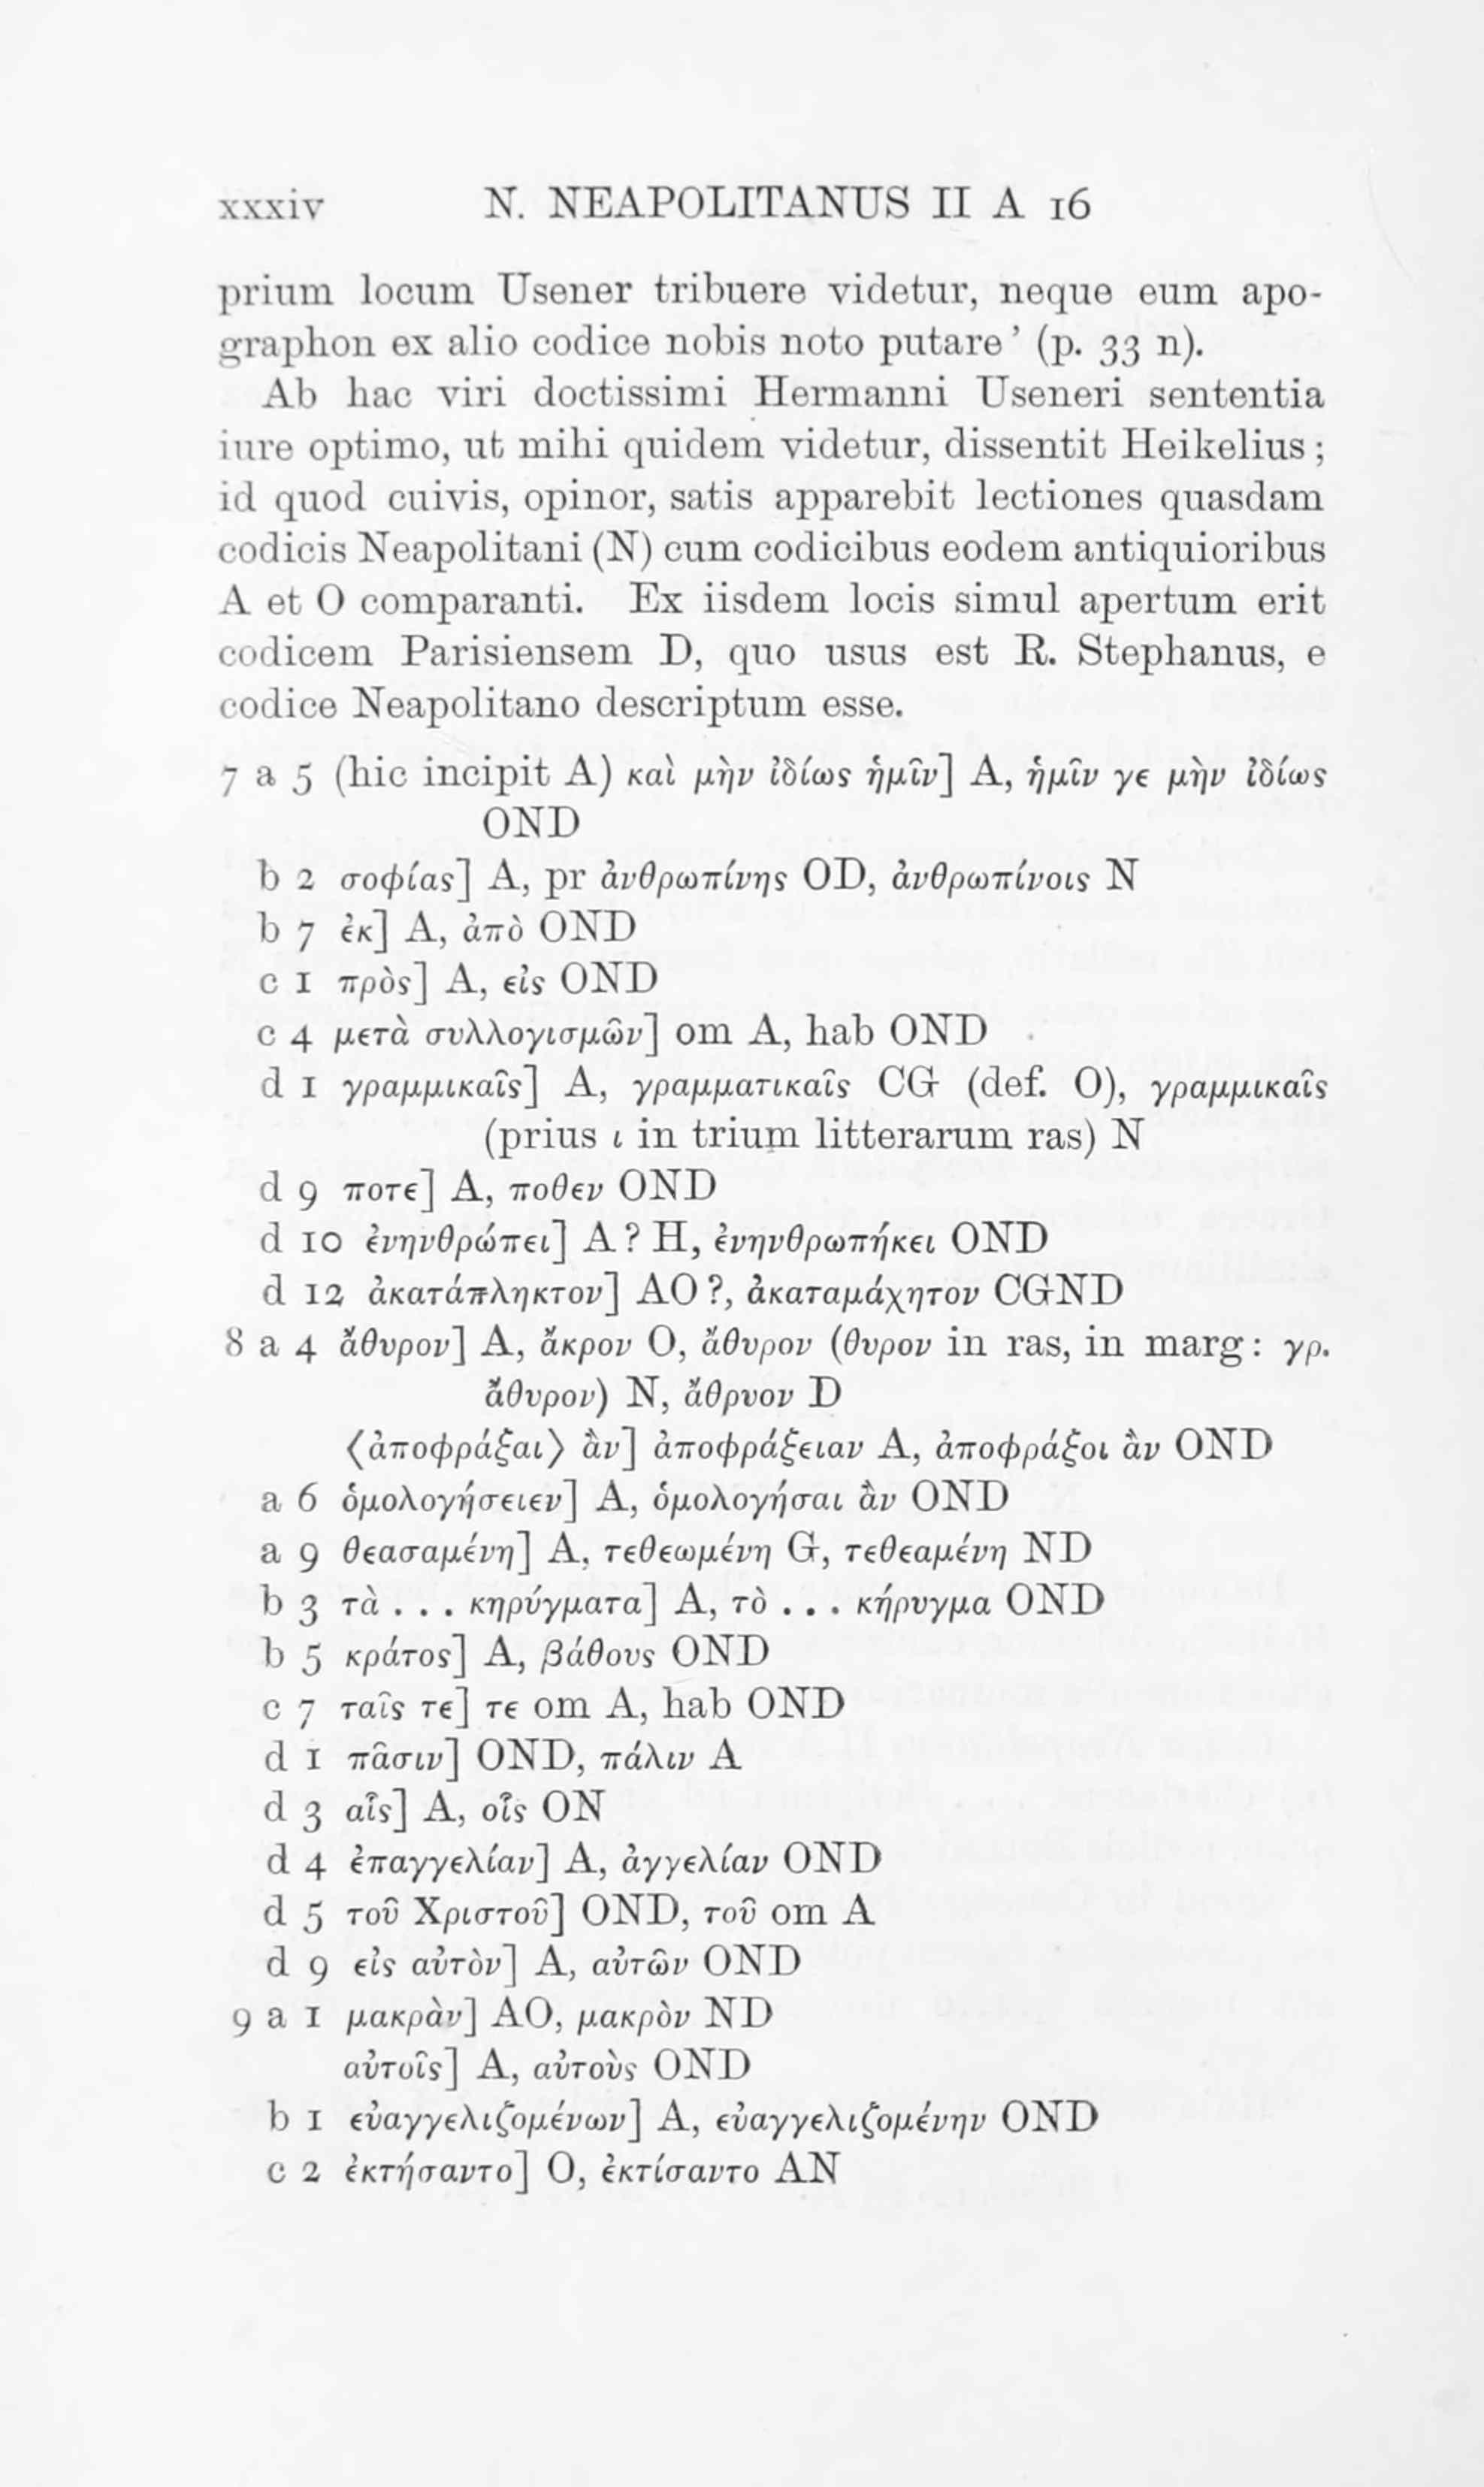 xxxiv N. NEAPOLITANUS II A 16
prium locum Usener tribuere videtur, neque eum apo-
graphon ex alio codice nobis noto putare’ (p. 33 n).
Ab hac viri doctissimi Hermanni Useneri sententia
iure optimo, ut mihi quidem videtur, dissentit Heikelius;
id quod cuivis, opinor, satis apparebit lectiones quasdam
codicis Neapolitani (N) cum codicibus eodem antiquioribus
A et O comparanti. Ex iisdem locis simul apertum erit
codicem Parisiensem D, quo usus est R. Stephanus, e
codice Neapolitano descriptum esse.
7 a 5 (hic incipit A) καὶ μὴν ἰδίως ἡμῖν] A, ἡμῖν γε μὴν ἰδίως
OND
b 2 σοφίας] A, pr ἀνθρωπίνης OD, ἀνθρωπίνοις N
b 7 ἐκ] A, ἀπὸ OND
c 1 πρὸς] A, εἰς OND
c 4 μετὰ συλλογισμῶν] om A, hab OND
d 1 γραμμικαῖς] A, γραμματικαῖς CG (def. O), γραμμικαῖς
(prius ι in trium litterarum ras) N
d 9 ποτε] A, ποθεν OND
d 10 ἐνηνθρώπει] A? H, ἐνηνθρωπήκει OND
d 12 ἀκατάπληκτον] AO?, ἀκαταμάχητον CGND
8 a 4 ἄθυρον] A, ἄκρον O, ἄθυρον (θυρον in ras, in marg: γρ.
ἄθυρον) N, ἄθρυον D
⟨ἀποφράξαι⟩ ἂν] ἀποφράξειαν A, ἀποφράξοι ἂν OND
a 6 ὁμολογήσειεν] A, ὁμολογήσαι ἂν OND
a 9 θεασαμένη] A, τεθεωμένη G, τεθεαμένη ND
b 3 τὰ . . . κηρύγματα] A, τὸ . . . κήρυγμα OND
b 5 κράτος] A, βάθους OND
c 7 ταῖς τε] τε om A, hab OND
d 1 πᾶσιν] OND, πάλιν A
d 3 αἷς] A, οἷς ON
d 4 ἐπαγγελίαν] A, ἀγγελίαν OND
d 5 τοῦ Χριστοῦ] OND, τοῦ om A
d 9 εἰς αὐτὸν] A, αὐτῶν OND
9 a 1 μακρὰν] AO, μακρὸν ND
αὐτοῖς] A, αὐτοὺς OND
b 1 εὐαγγελιζομένων] A, εὐαγγελιζομένην OND
c 2 ἐκτήσαντο] O, ἐκτίσαντο AN